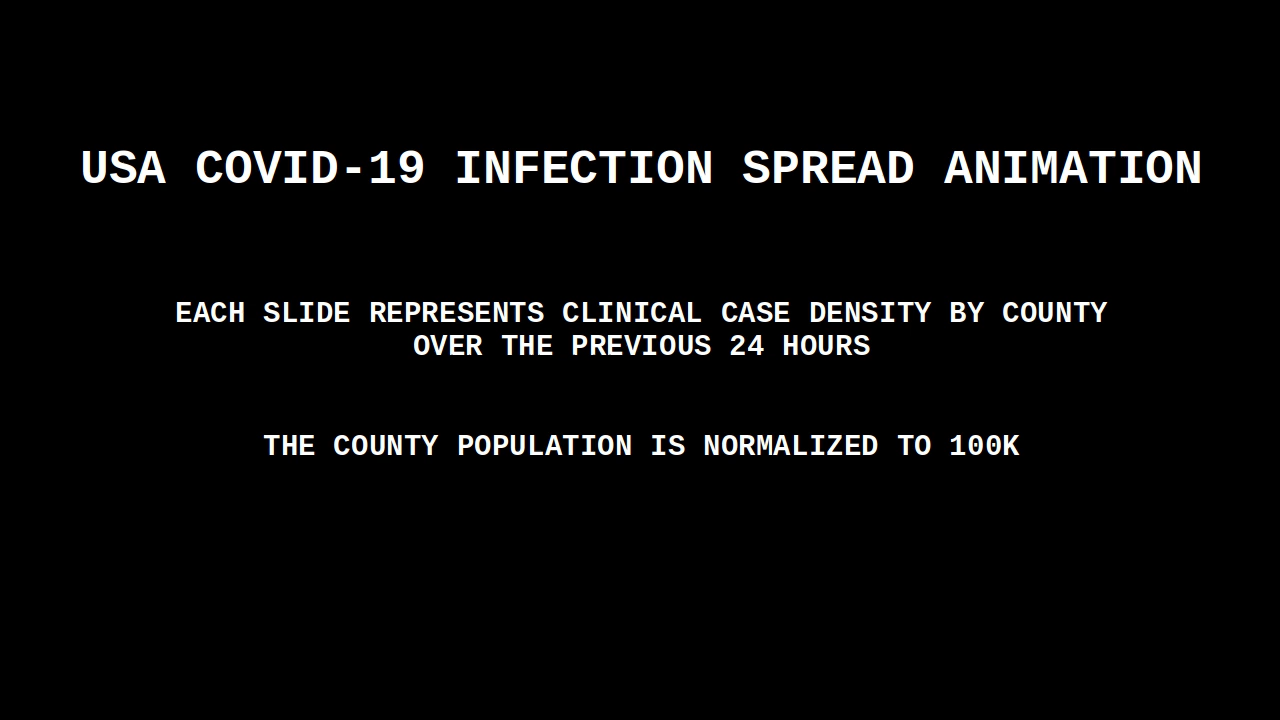 USA COVID-19 INFECTION SPREAD ANIMATION
EACH SLIDE REPRESENTS CLINICAL CASE DENSITY BY COUNTY
OVER THE PREVIOUS 24 HOURS
THE COUNTY POPULATION IS NORMALIZED TO 100K